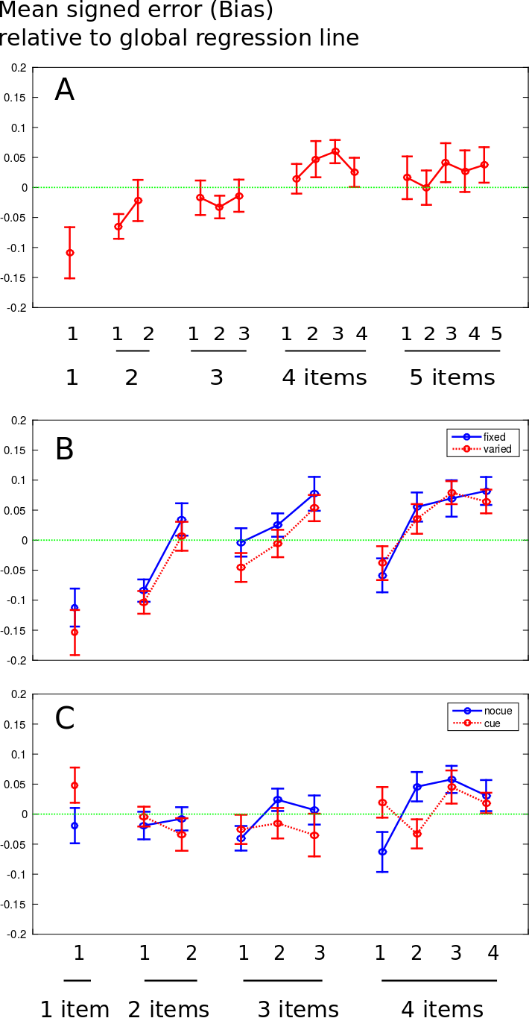 Mean signed error (Bias)
relative to global regression line
0.2
A
0.15
0.1
0.05
0
-0.05
-0.1
-0.15
-0.2
1 1 2 1 2 3 1 2 3 4 1 2 3 4 5
1 2 3 4 items 5 items
0.2
B
fixed
varied
0.15
0.1
0.05
0
-0.05
-0.1
-0.15
-0.2
0.2
C
nocue
cue
0.15
0.1
0.05
0
-0.05
-0.1
-0.15
-0.2
1 1 2 1 2 3 1 2 3 4
1 item 2 items 3 items 4 items